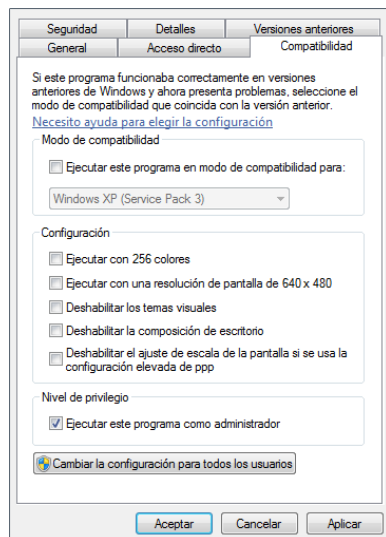 Seguridad
Detalles
Versiones anteriores
General
Acceso directo
Compatibilidad
Si este programa funcionaba correctamente en versiones
anteriores de Windows y ahora presenta problemas, seleccione el
modo de compatibilidad que coincida con la versión anterior.
Necesito ayuda para elegir la configuración
Modo de compatibilidad
Ejecutar este programa en modo de compatibilidad para:
Windows XP (Service Pack 3)
Configuración
Ejecutar con 256 colores
Ejecutar con una resolución de pantalla de 640 x 480
Deshabilitar los temas visuales
Deshabilitar la composición de escritorio
Deshabilitar el ajuste de escala de la pantalla si se usa la
configuración elevada de ppp
Nivel de privilegio
Ejecutar este programa como administrador
Cambiar la configuración para todos los usuarios
Aceptar
Cancelar
Aplicar